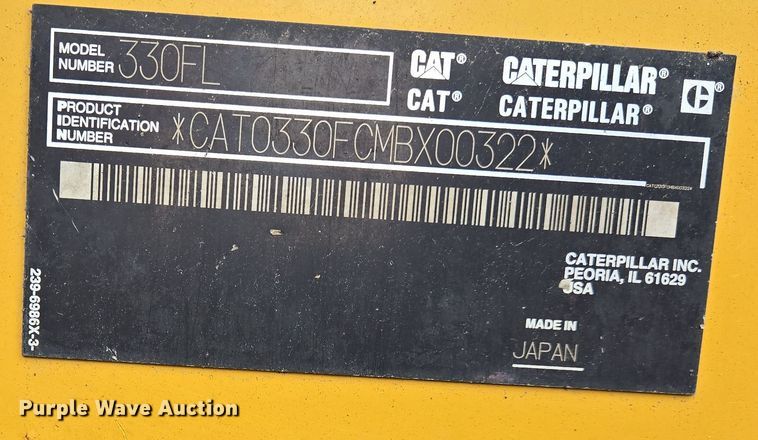 MODEL NUMBER 330FL
CAT® CATERPILLAR® C®
CAT® CATERPILLAR®
PRODUCT IDENTIFICATION NUMBER *CAT0330FCMBX00322*
CATERPILLAR INC.
PEORIA, IL 61629
USA
MADE IN
JAPAN
239-6986X-3-
Purple Wave Auction